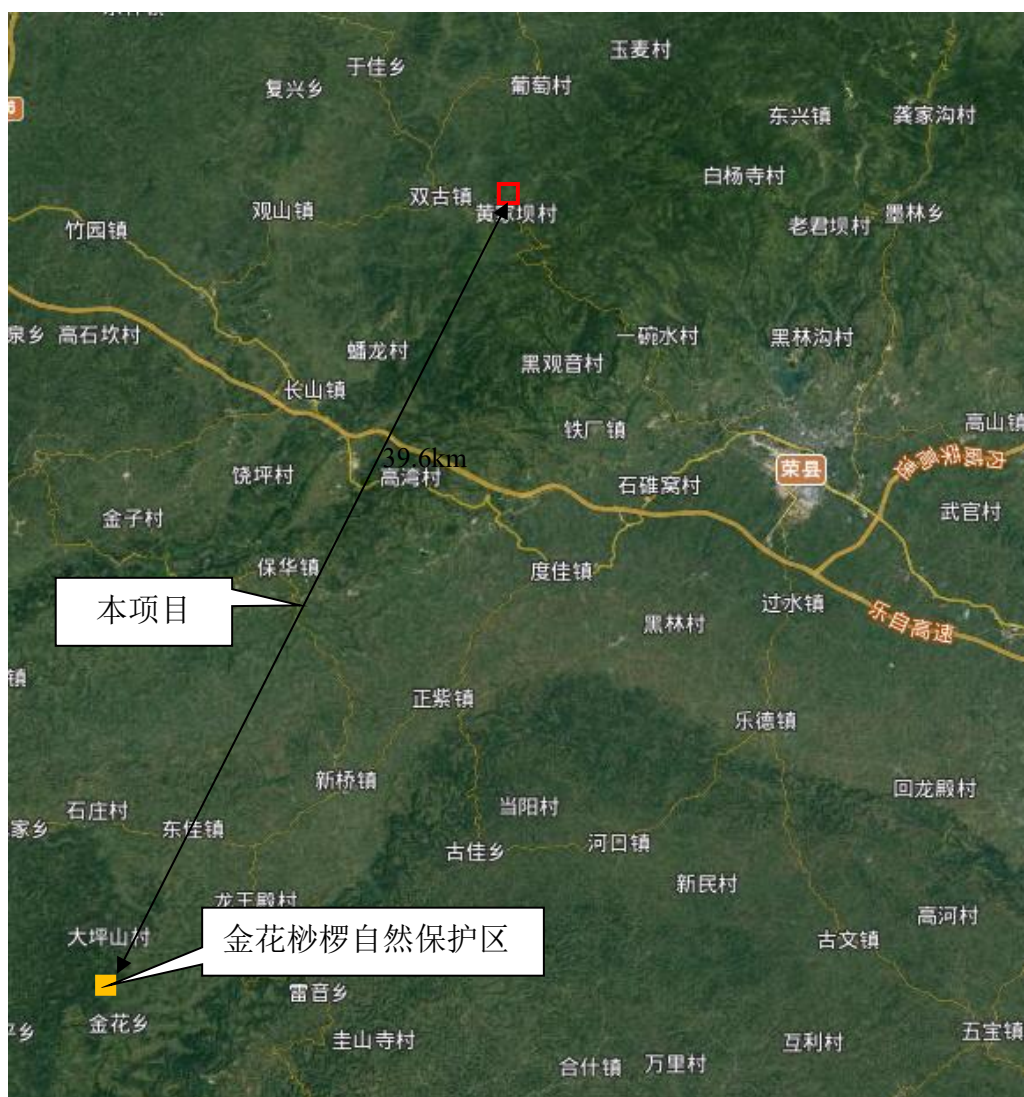 玉麦村
于佳乡
复兴乡
葡萄村
东兴镇
龚家沟村
白杨寺村
双古镇
观山镇
竹园镇
老君坝村
墨林乡
泉乡
高石坎村
蟠龙村
一碗水村
黑林沟村
黑观音村
长山镇
铁厂镇
高山镇
39.6km
内威荣高速
荣县
饶坪村
高湾村
石碓窝村
武官村
金子村
保华镇
度佳镇
本项目
过水镇
黑林村
乐自高速
镇
正紫镇
乐德镇
新桥镇
回龙殿村
石庄村
当阳村
家乡
东佳镇
河口镇
古佳乡
新民村
龙王殿村
高河村
大坪山村
金花桫椤自然保护区
古文镇
雷音乡
金花乡
乡
圭山寺村
互利村
五宝镇
合什镇
万里村